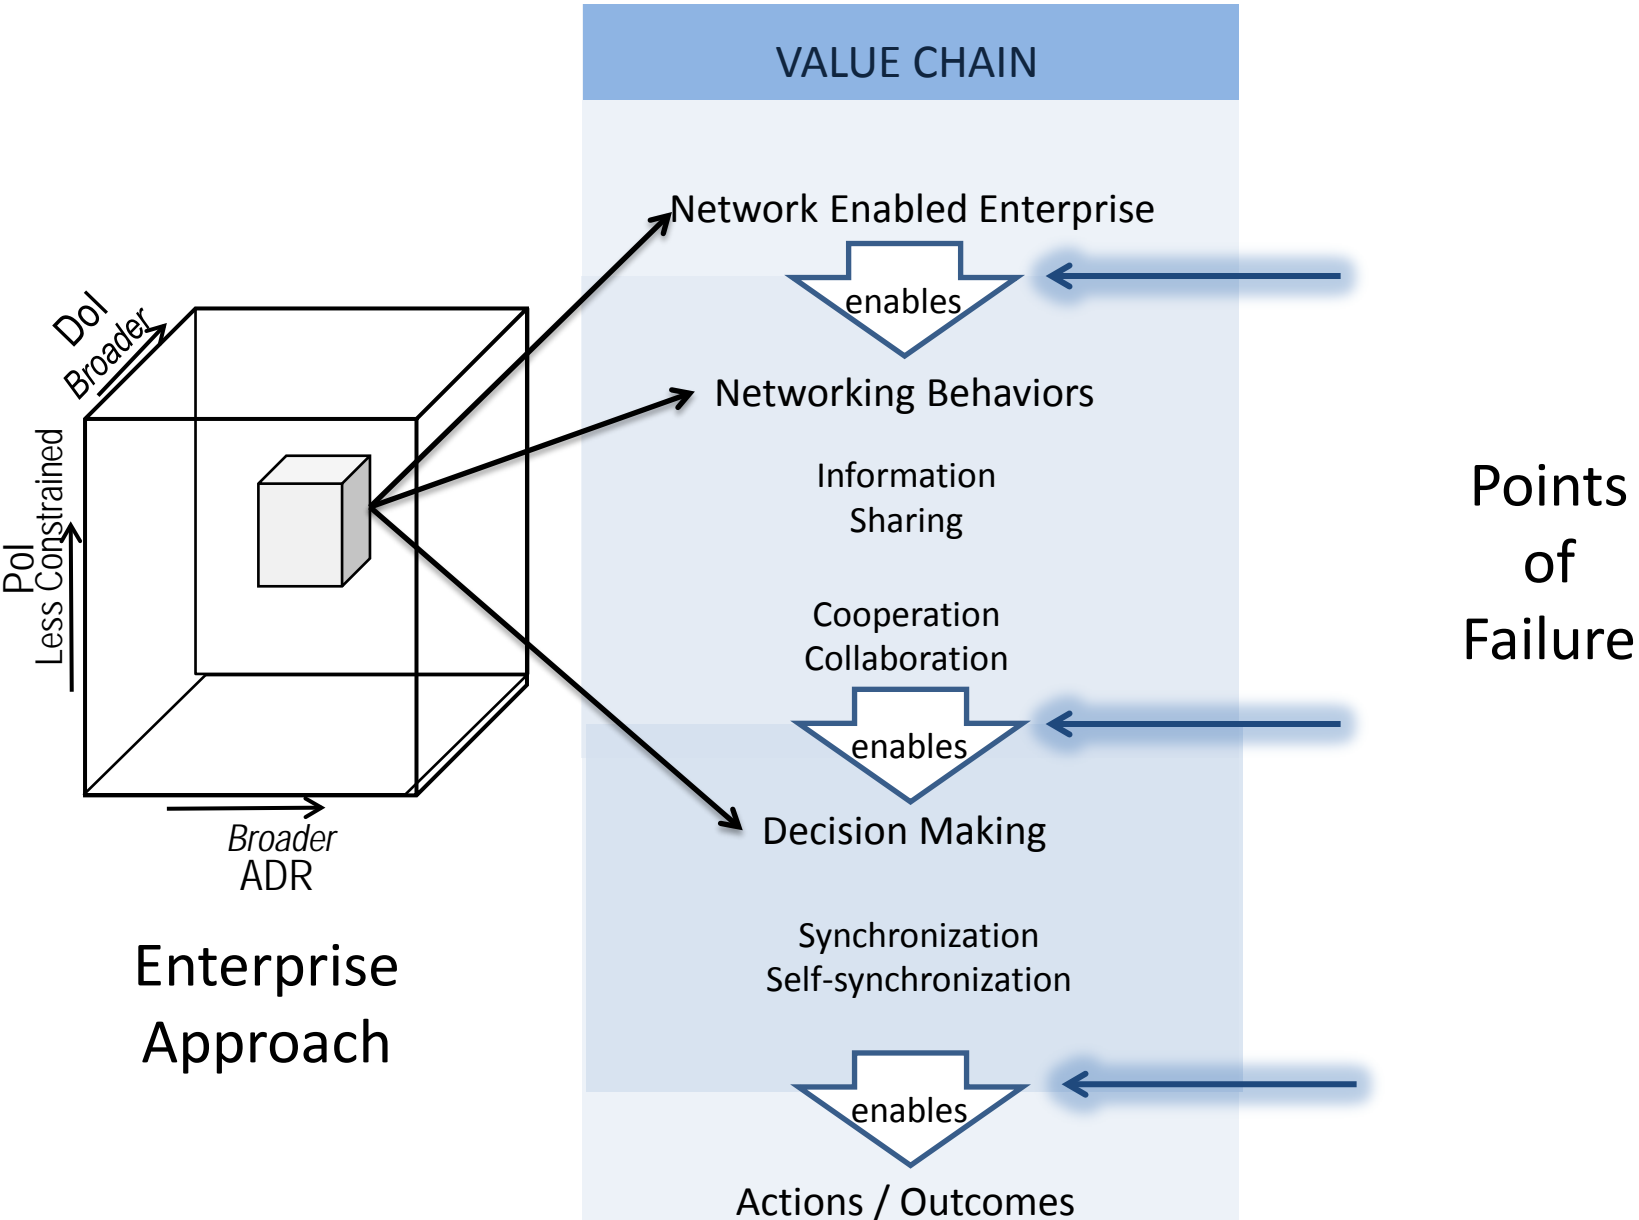 VALUE CHAIN
Network Enabled Enterprise
enables
Networking Behaviors
Information
Sharing
Cooperation
Collaboration
enables
Decision Making
Synchronization
Self-synchronization
enables
Actions / Outcomes
DoI
Broader
PoI
Less Constrained
Broader
ADR
Enterprise
Approach
Points
of
Failure